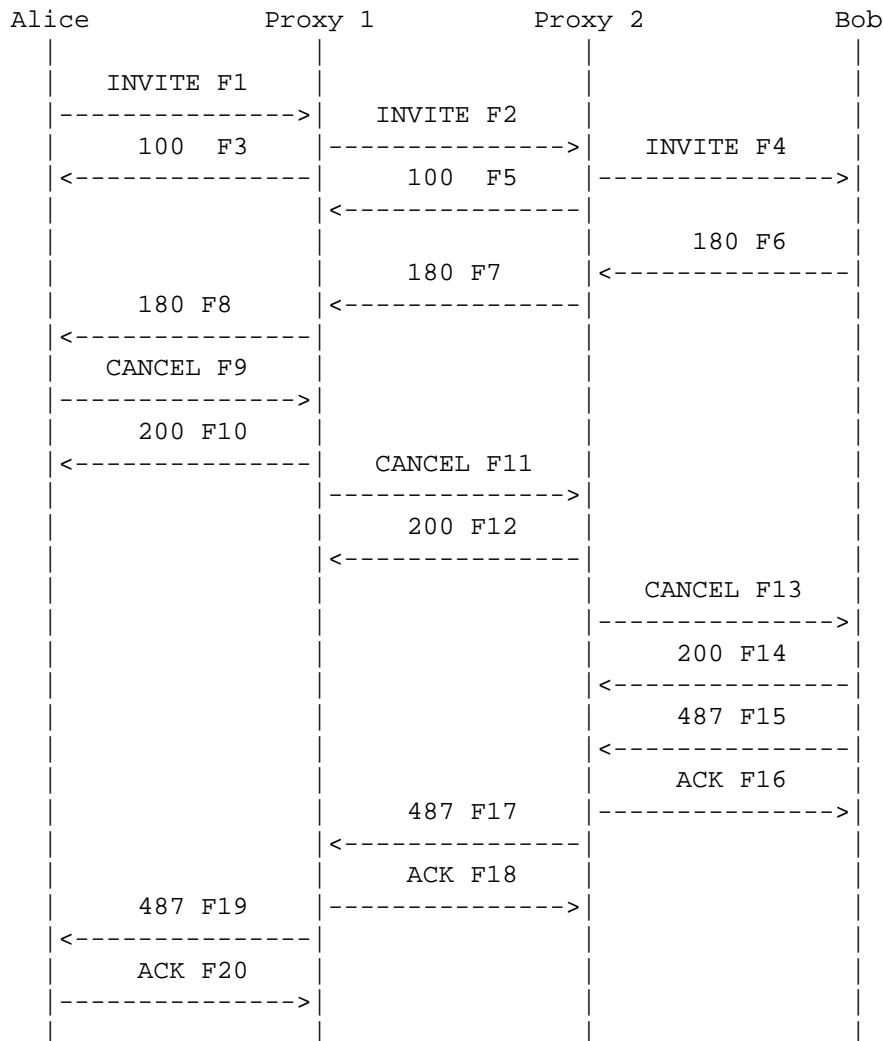 Alice Proxy 1 Proxy 2 Bob
INVITE F1
INVITE F2
100 F3 INVITE F4
100 F5
180 F6
180 F7
180 F8
CANCEL F9
200 F10
CANCEL F11
200 F12
CANCEL F13
200 F14
487 F15
ACK F16
487 F17
ACK F18
487 F19
ACK F20